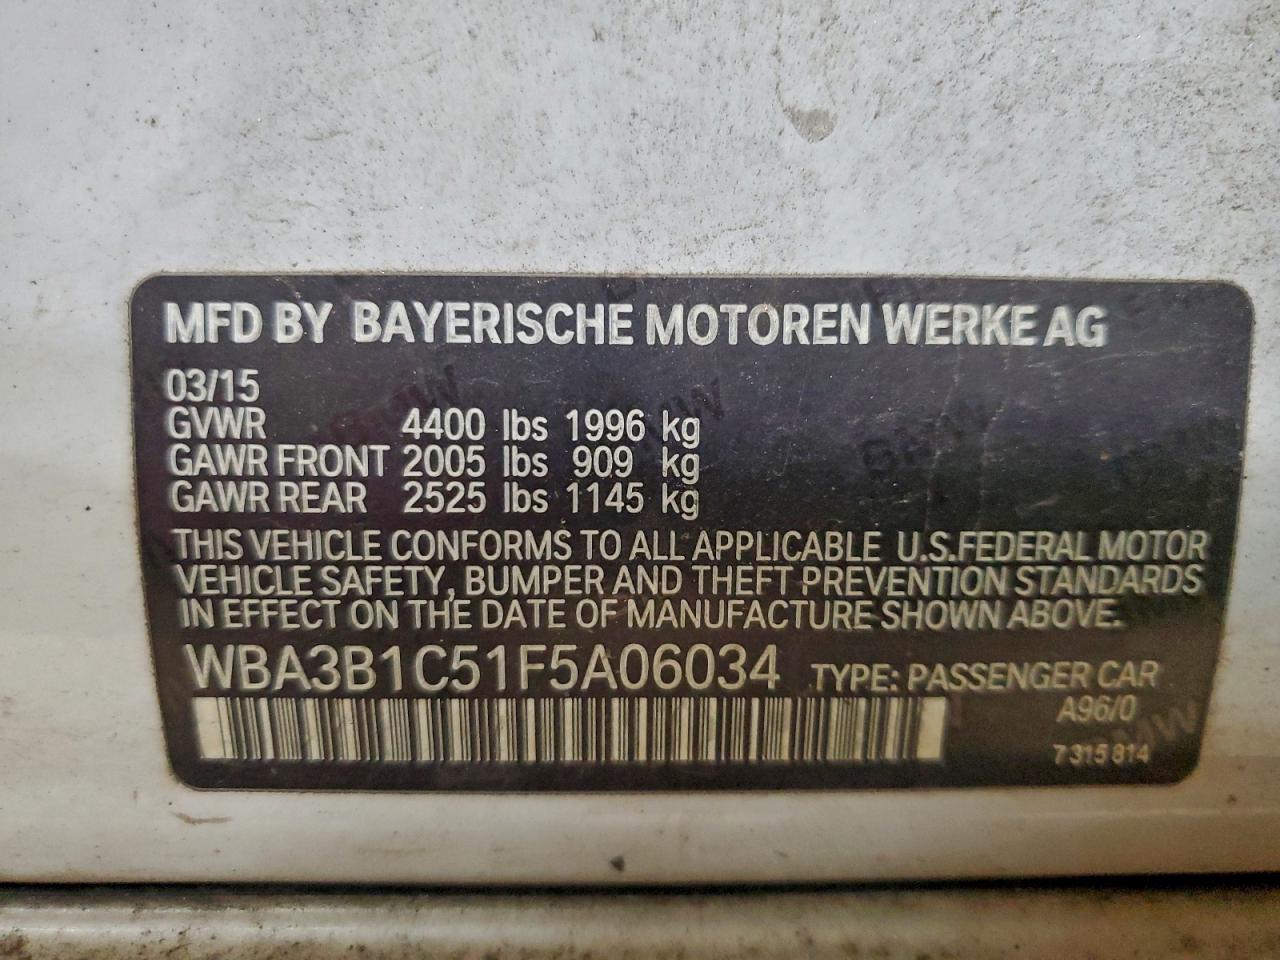 MFD BY BAYERISCHE MOTOREN WERKE AG
03/15
GVWR 4400 lbs 1996 kg
GAWR FRONT 2005 lbs 909 kg
GAWR REAR 2525 lbs 1145 kg
THIS VEHICLE CONFORMS TO ALL APPLICABLE U.S.FEDERAL MOTOR
VEHICLE SAFETY, BUMPER AND THEFT PREVENTION STANDARDS
IN EFFECT ON THE DATE OF MANUFACTURE SHOWN ABOVE.
WBA3B1C51F5A06034 TYPE: PASSENGER CAR
A96/0
7 315 814